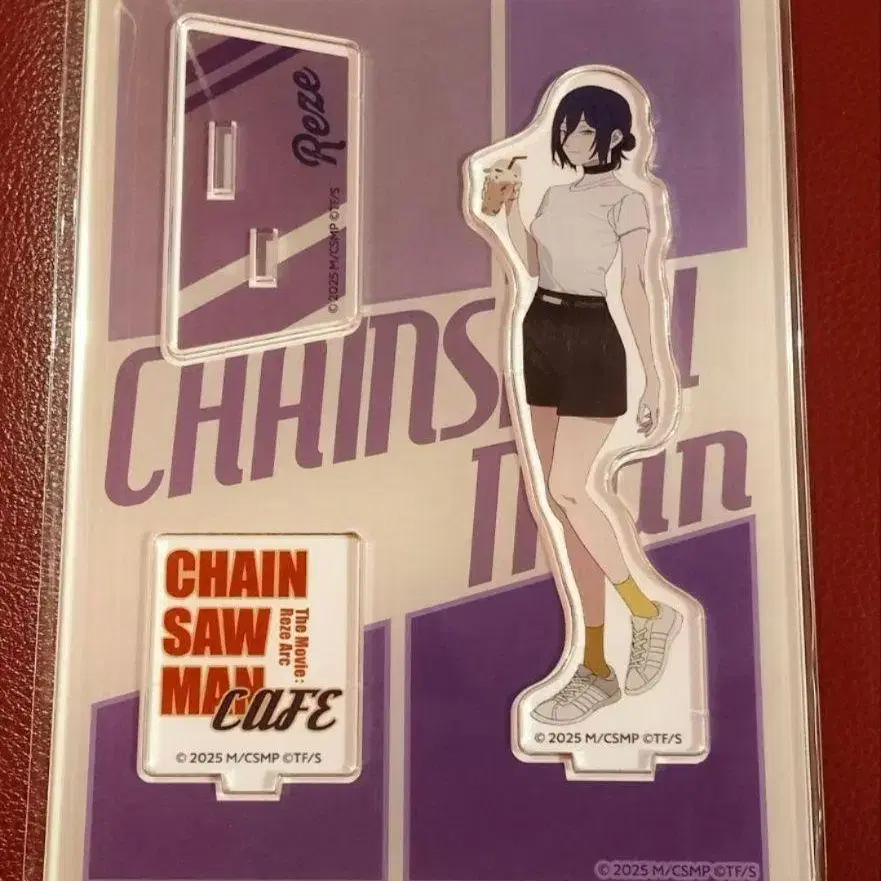 Reze
© 2025 M/CSMP ©TF/S
CHAINSAW
Man
CHAIN
SAW
MAN
The Movie:
Reze Arc
CAFE
© 2025 M/CSMP ©TF/S
© 2025 M/CSMP ©TF/S
© 2025 M/CSMP ©TF/S